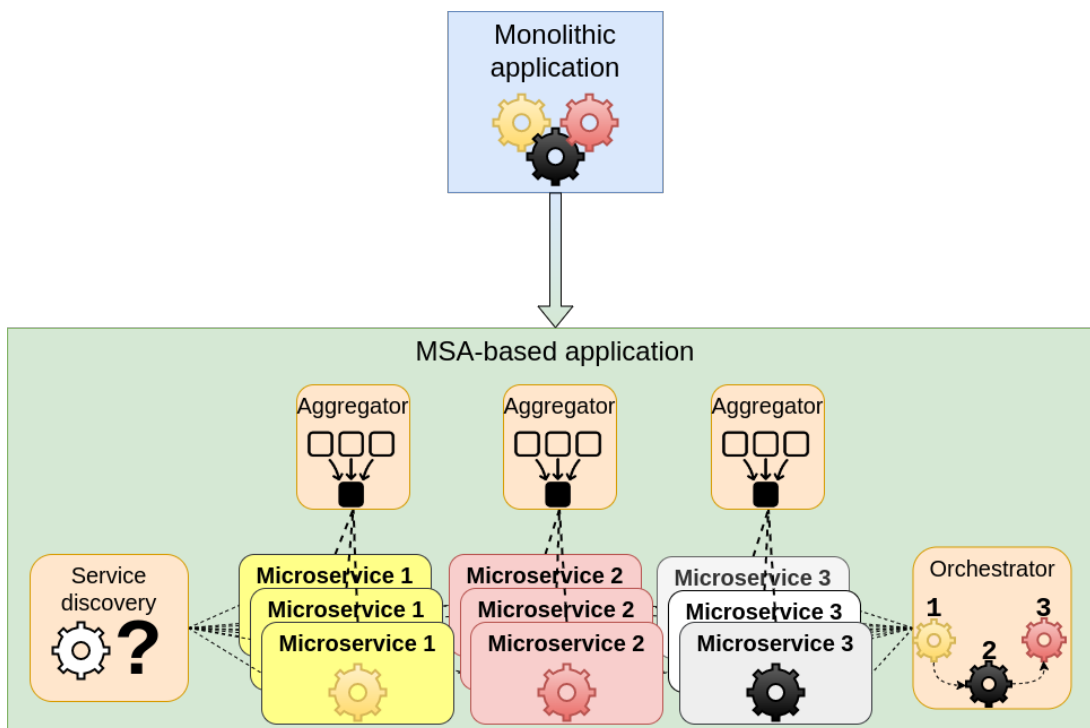 Monolithic
application
MSA-based application
Aggregator
Aggregator
Aggregator
Service
discovery
?
Microservice 1
Microservice 1
Microservice 1
Microservice 2
Microservice 2
Microservice 2
Microservice 3
Microservice 3
Microservice 3
Orchestrator
1
3
2